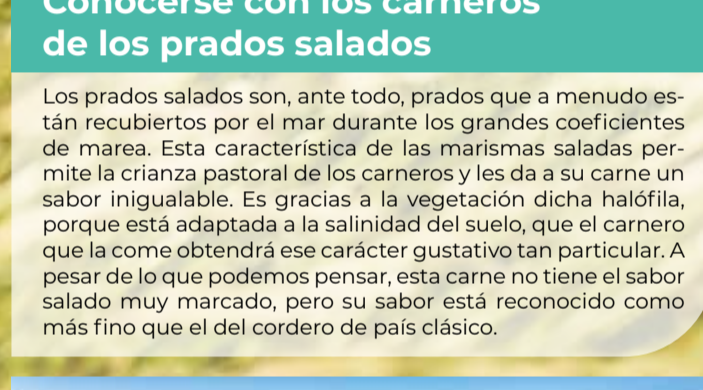 Conocerse con los carneros
de los prados salados
Los prados salados son, ante todo, prados que a menudo es-
tán recubiertos por el mar durante los grandes coeficientes
de marea. Esta característica de las marismas saladas per-
mite la crianza pastoral de los carneros y les da a su carne un
sabor inigualable. Es gracias a la vegetación dicha halófila,
porque está adaptada a la salinidad del suelo, que el carnero
que la come obtendrá ese carácter gustativo tan particular. A
pesar de lo que podemos pensar, esta carne no tiene el sabor
salado muy marcado, pero su sabor está reconocido como
más fino que el del cordero de país clásico.